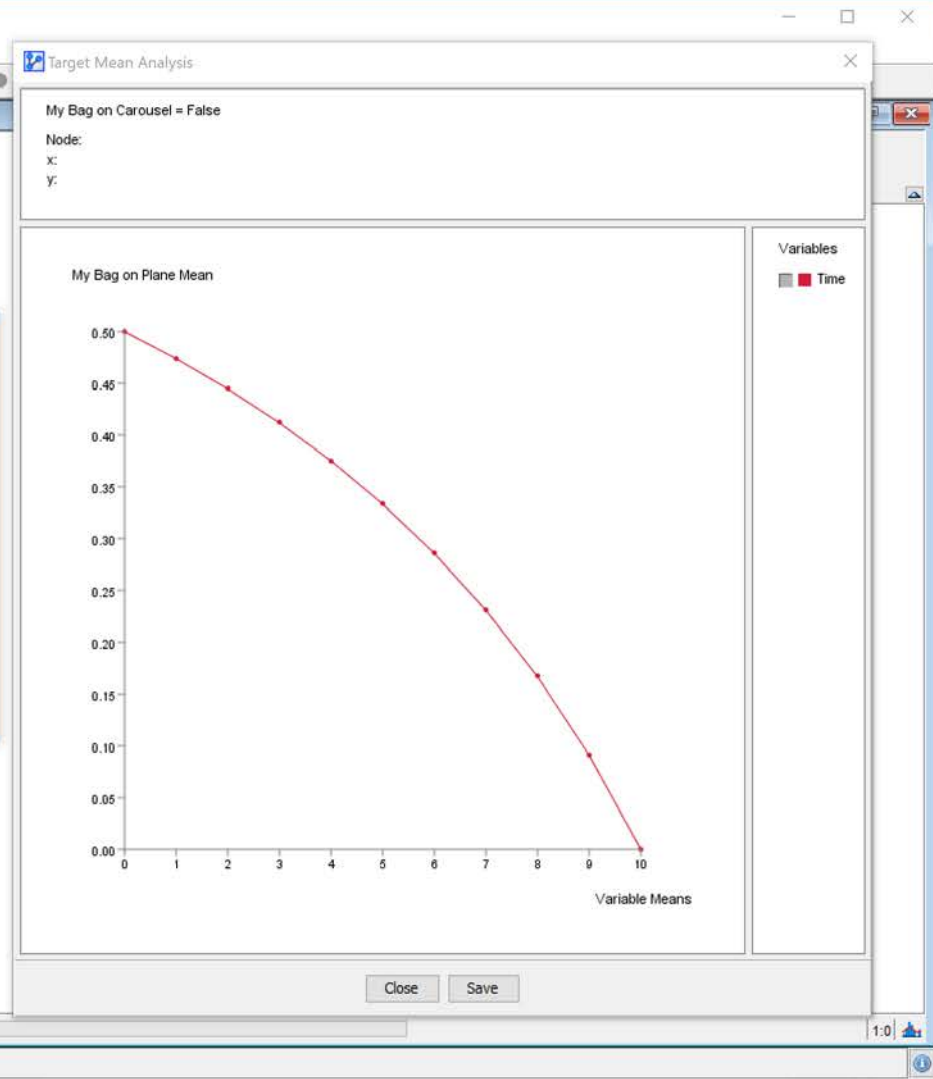 Target Mean Analysis
My Bag on Carousel = False
Node:
x:
y:
My Bag on Plane Mean
Variables
Time
0.50
0.45
0.40
0.35
0.30
0.25
0.20
0.15
0.10
0.05
0.00
0 1 2 3 4 5 6 7 8 9 10
Variable Means
Close Save
1:0